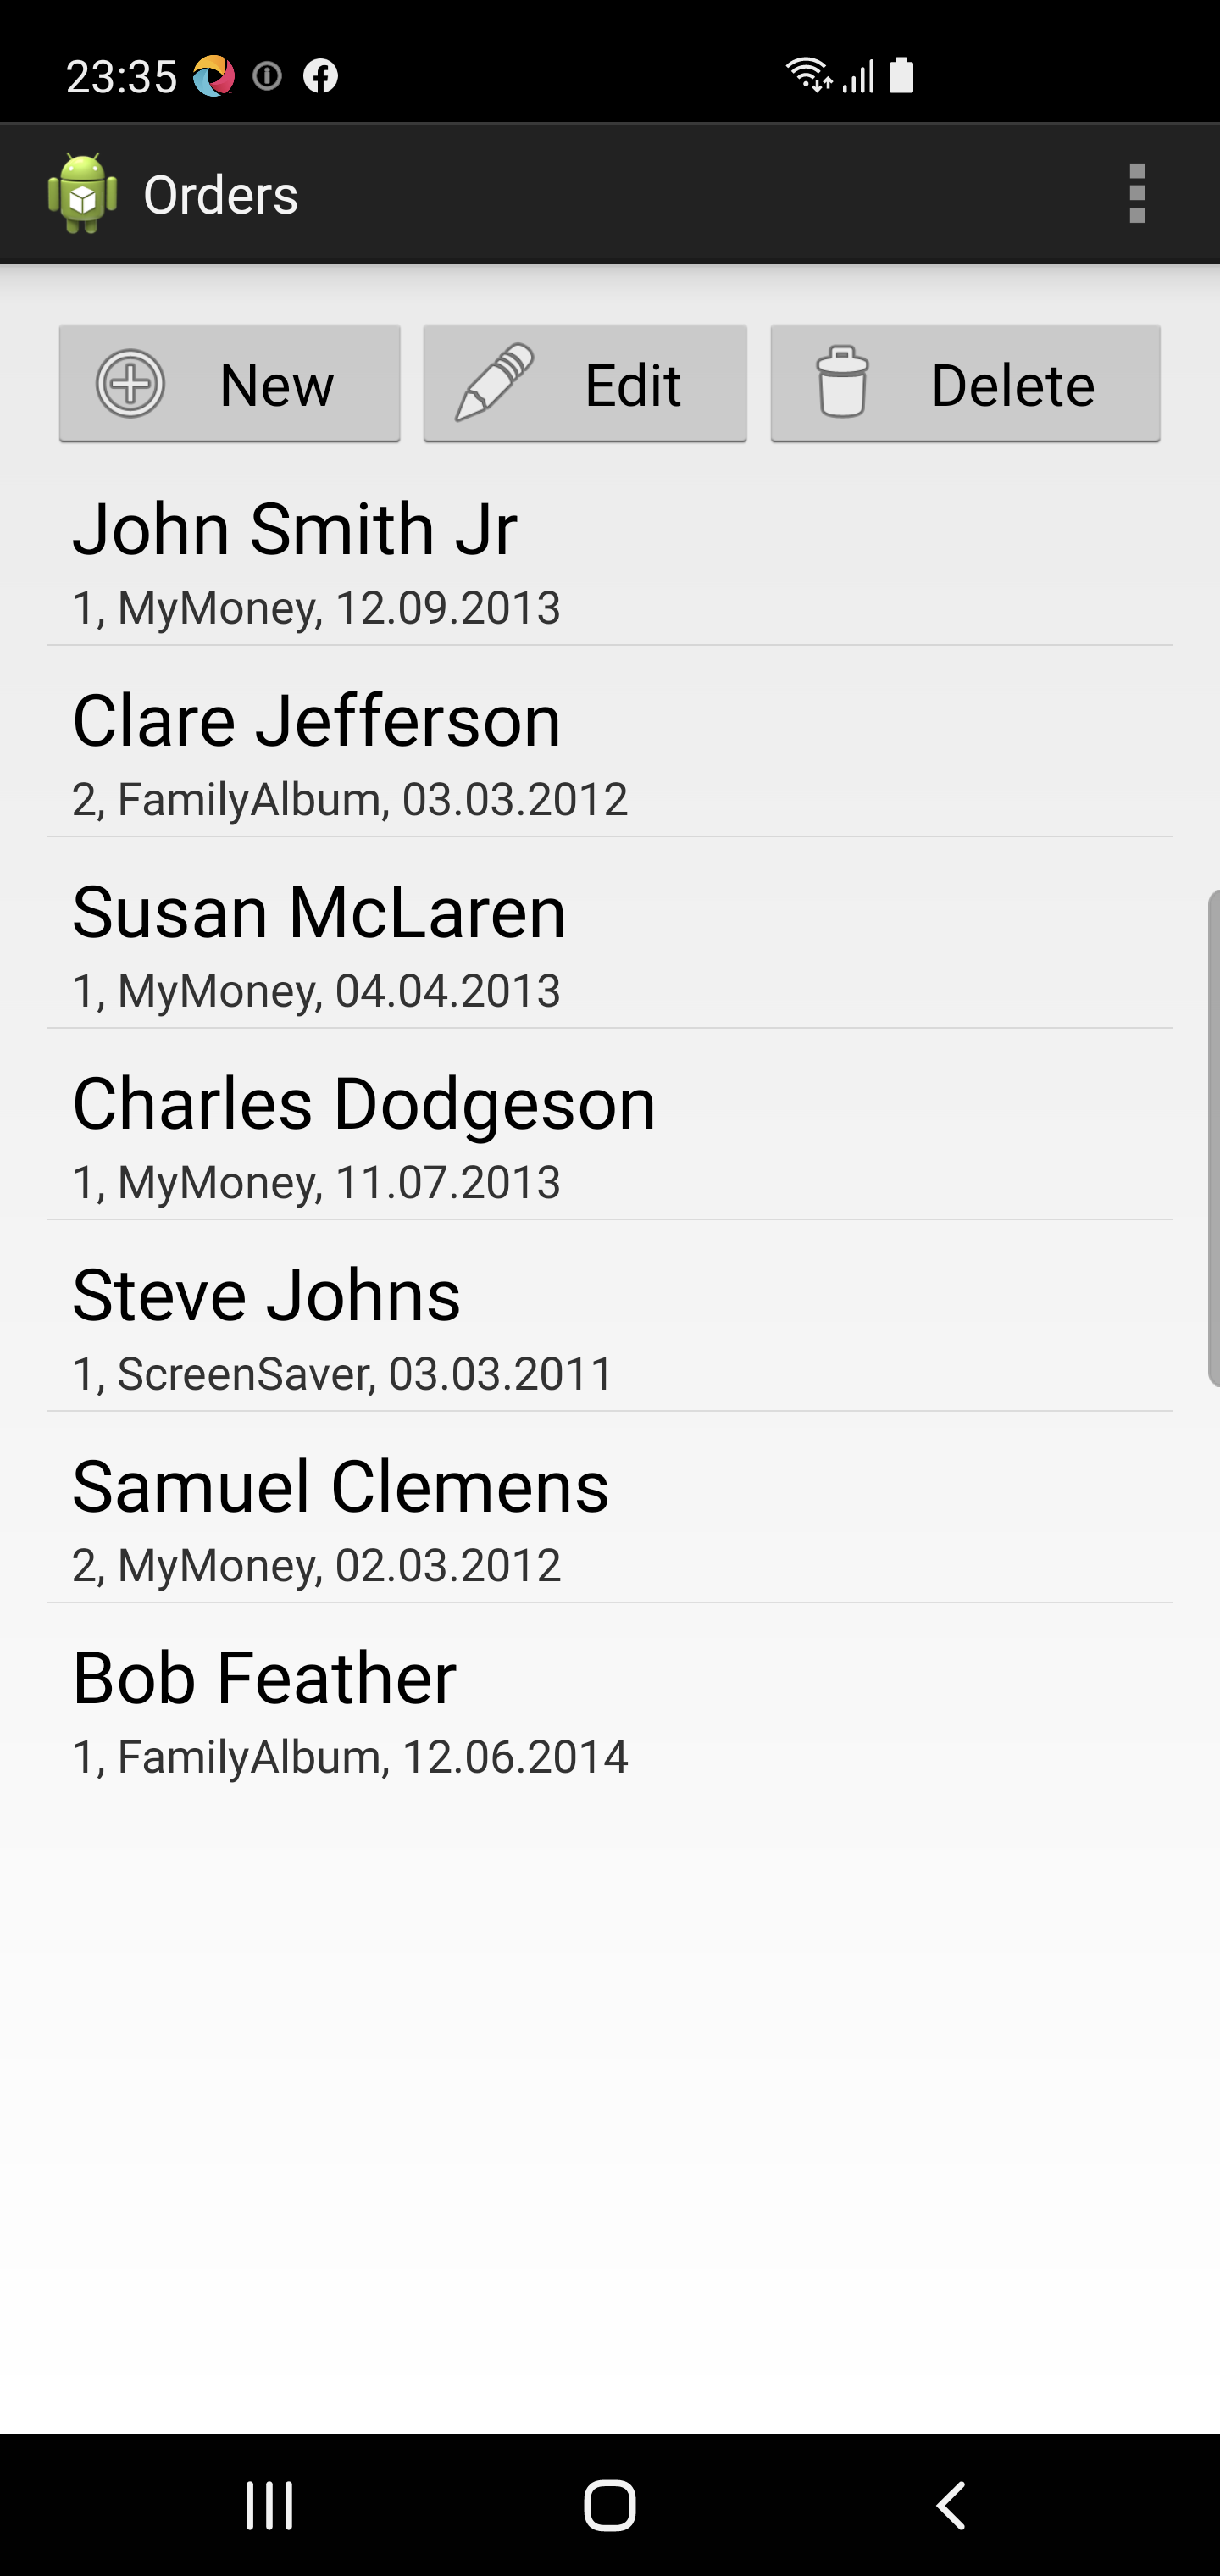 23:35
Orders
New Edit Delete
John Smith Jr
1, MyMoney, 12.09.2013
Clare Jefferson
2, FamilyAlbum, 03.03.2012
Susan McLaren
1, MyMoney, 04.04.2013
Charles Dodgeson
1, MyMoney, 11.07.2013
Steve Johns
1, ScreenSaver, 03.03.2011
Samuel Clemens
2, MyMoney, 02.03.2012
Bob Feather
1, FamilyAlbum, 12.06.2014